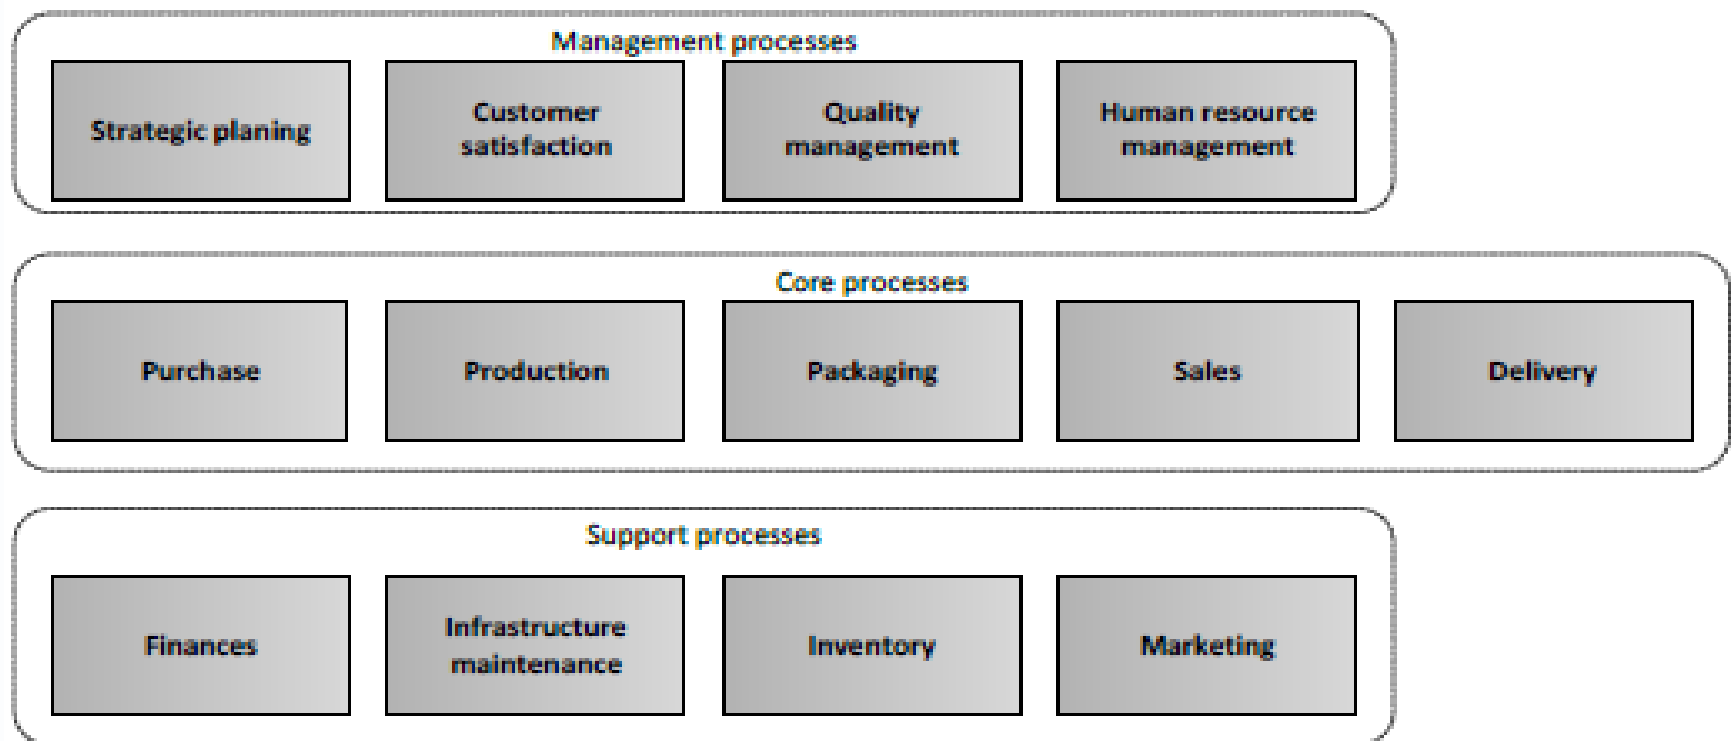 Management processes
Strategic planing
Customer
satisfaction
Quality
management
Human resource
management
Core processes
Purchase
Production
Packaging
Sales
Delivery
Support processes
Finances
Infrastructure
maintenance
Inventory
Marketing